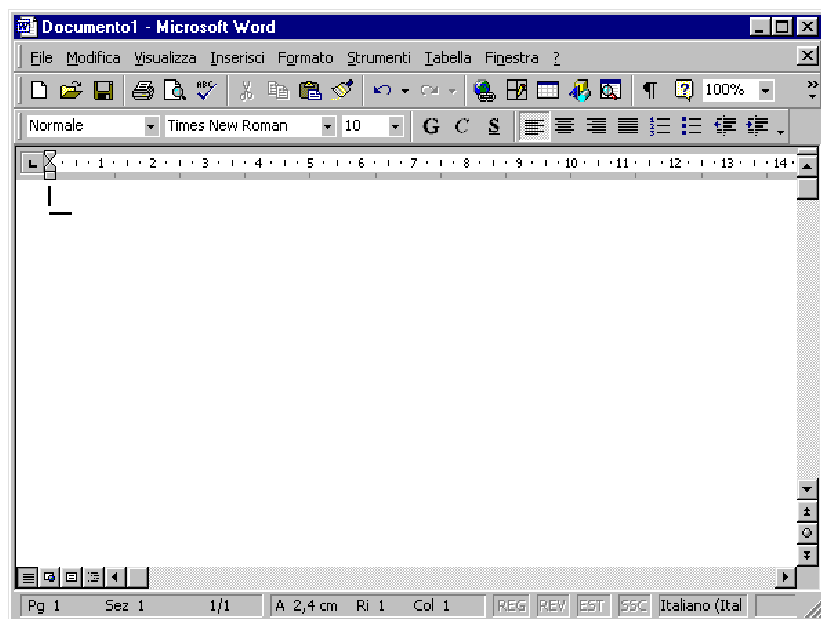 Documento1 - Microsoft Word
File Modifica Visualizza Inserisci Formato Strumenti Tabella Finestra ?
ABC ¶ ? 100% »
Normale Times New Roman 10 G C S
1 2 3 4 5 6 7 8 9 10 11 12 13 14
Pg 1 Sez 1 1/1 A 2,4 cm Ri 1 Col 1 REG REV EST SSC Italiano (Ital